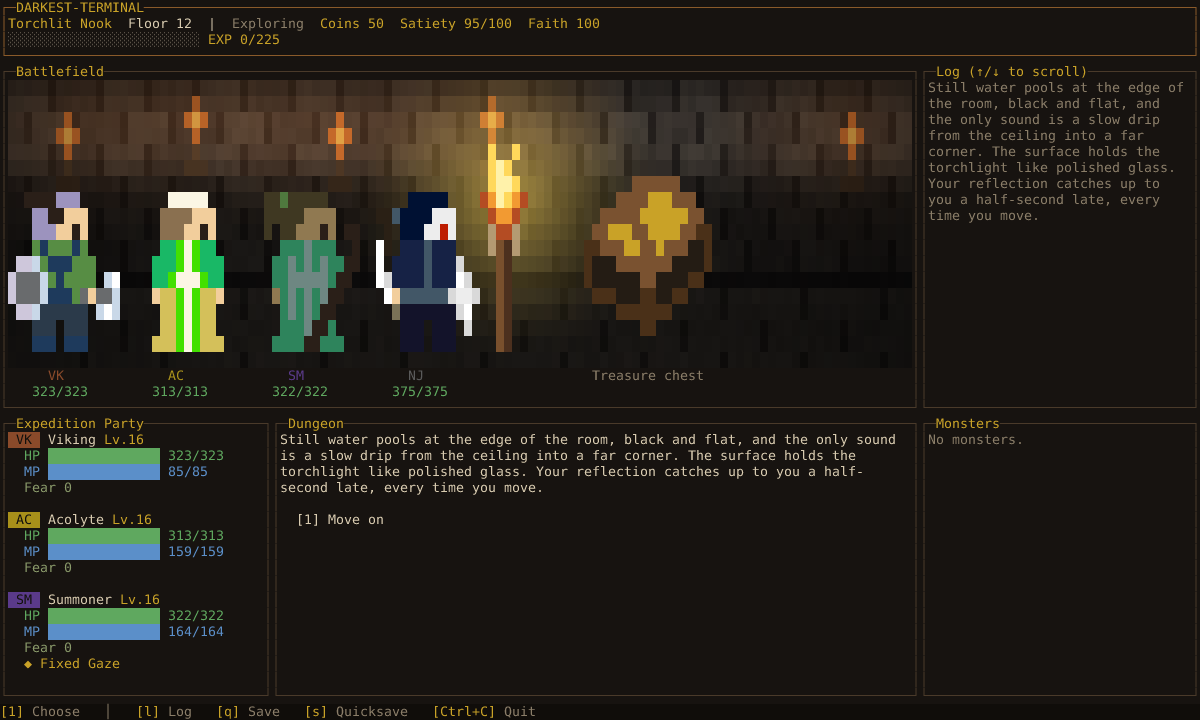 DARKEST-TERMINAL
Torchlit Nook  Floor 12  |  Exploring  Coins 50  Satiety 95/100  Faith 100
EXP 0/225
Battlefield
VK AC SM NJ Treasure chest
323/323 313/313 322/322 375/375
Log (↑/↓ to scroll)
Still water pools at the edge of
the room, black and flat, and
the only sound is a slow drip
from the ceiling into a far
corner. The surface holds the
torchlight like polished glass.
Your reflection catches up to
you a half-second late, every
time you move.
Expedition Party
VK Viking Lv.16
HP 323/323
MP 85/85
Fear 0
AC Acolyte Lv.16
HP 313/313
MP 159/159
Fear 0
SM Summoner Lv.16
HP 322/322
MP 164/164
Fear 0
◆ Fixed Gaze
Dungeon
Still water pools at the edge of the room, black and flat, and the only sound
is a slow drip from the ceiling into a far corner. The surface holds the
torchlight like polished glass. Your reflection catches up to you a half-
second late, every time you move.
[1] Move on
Monsters
No monsters.
[1] Choose  │  [l] Log  [q] Save  [s] Quicksave  [Ctrl+C] Quit